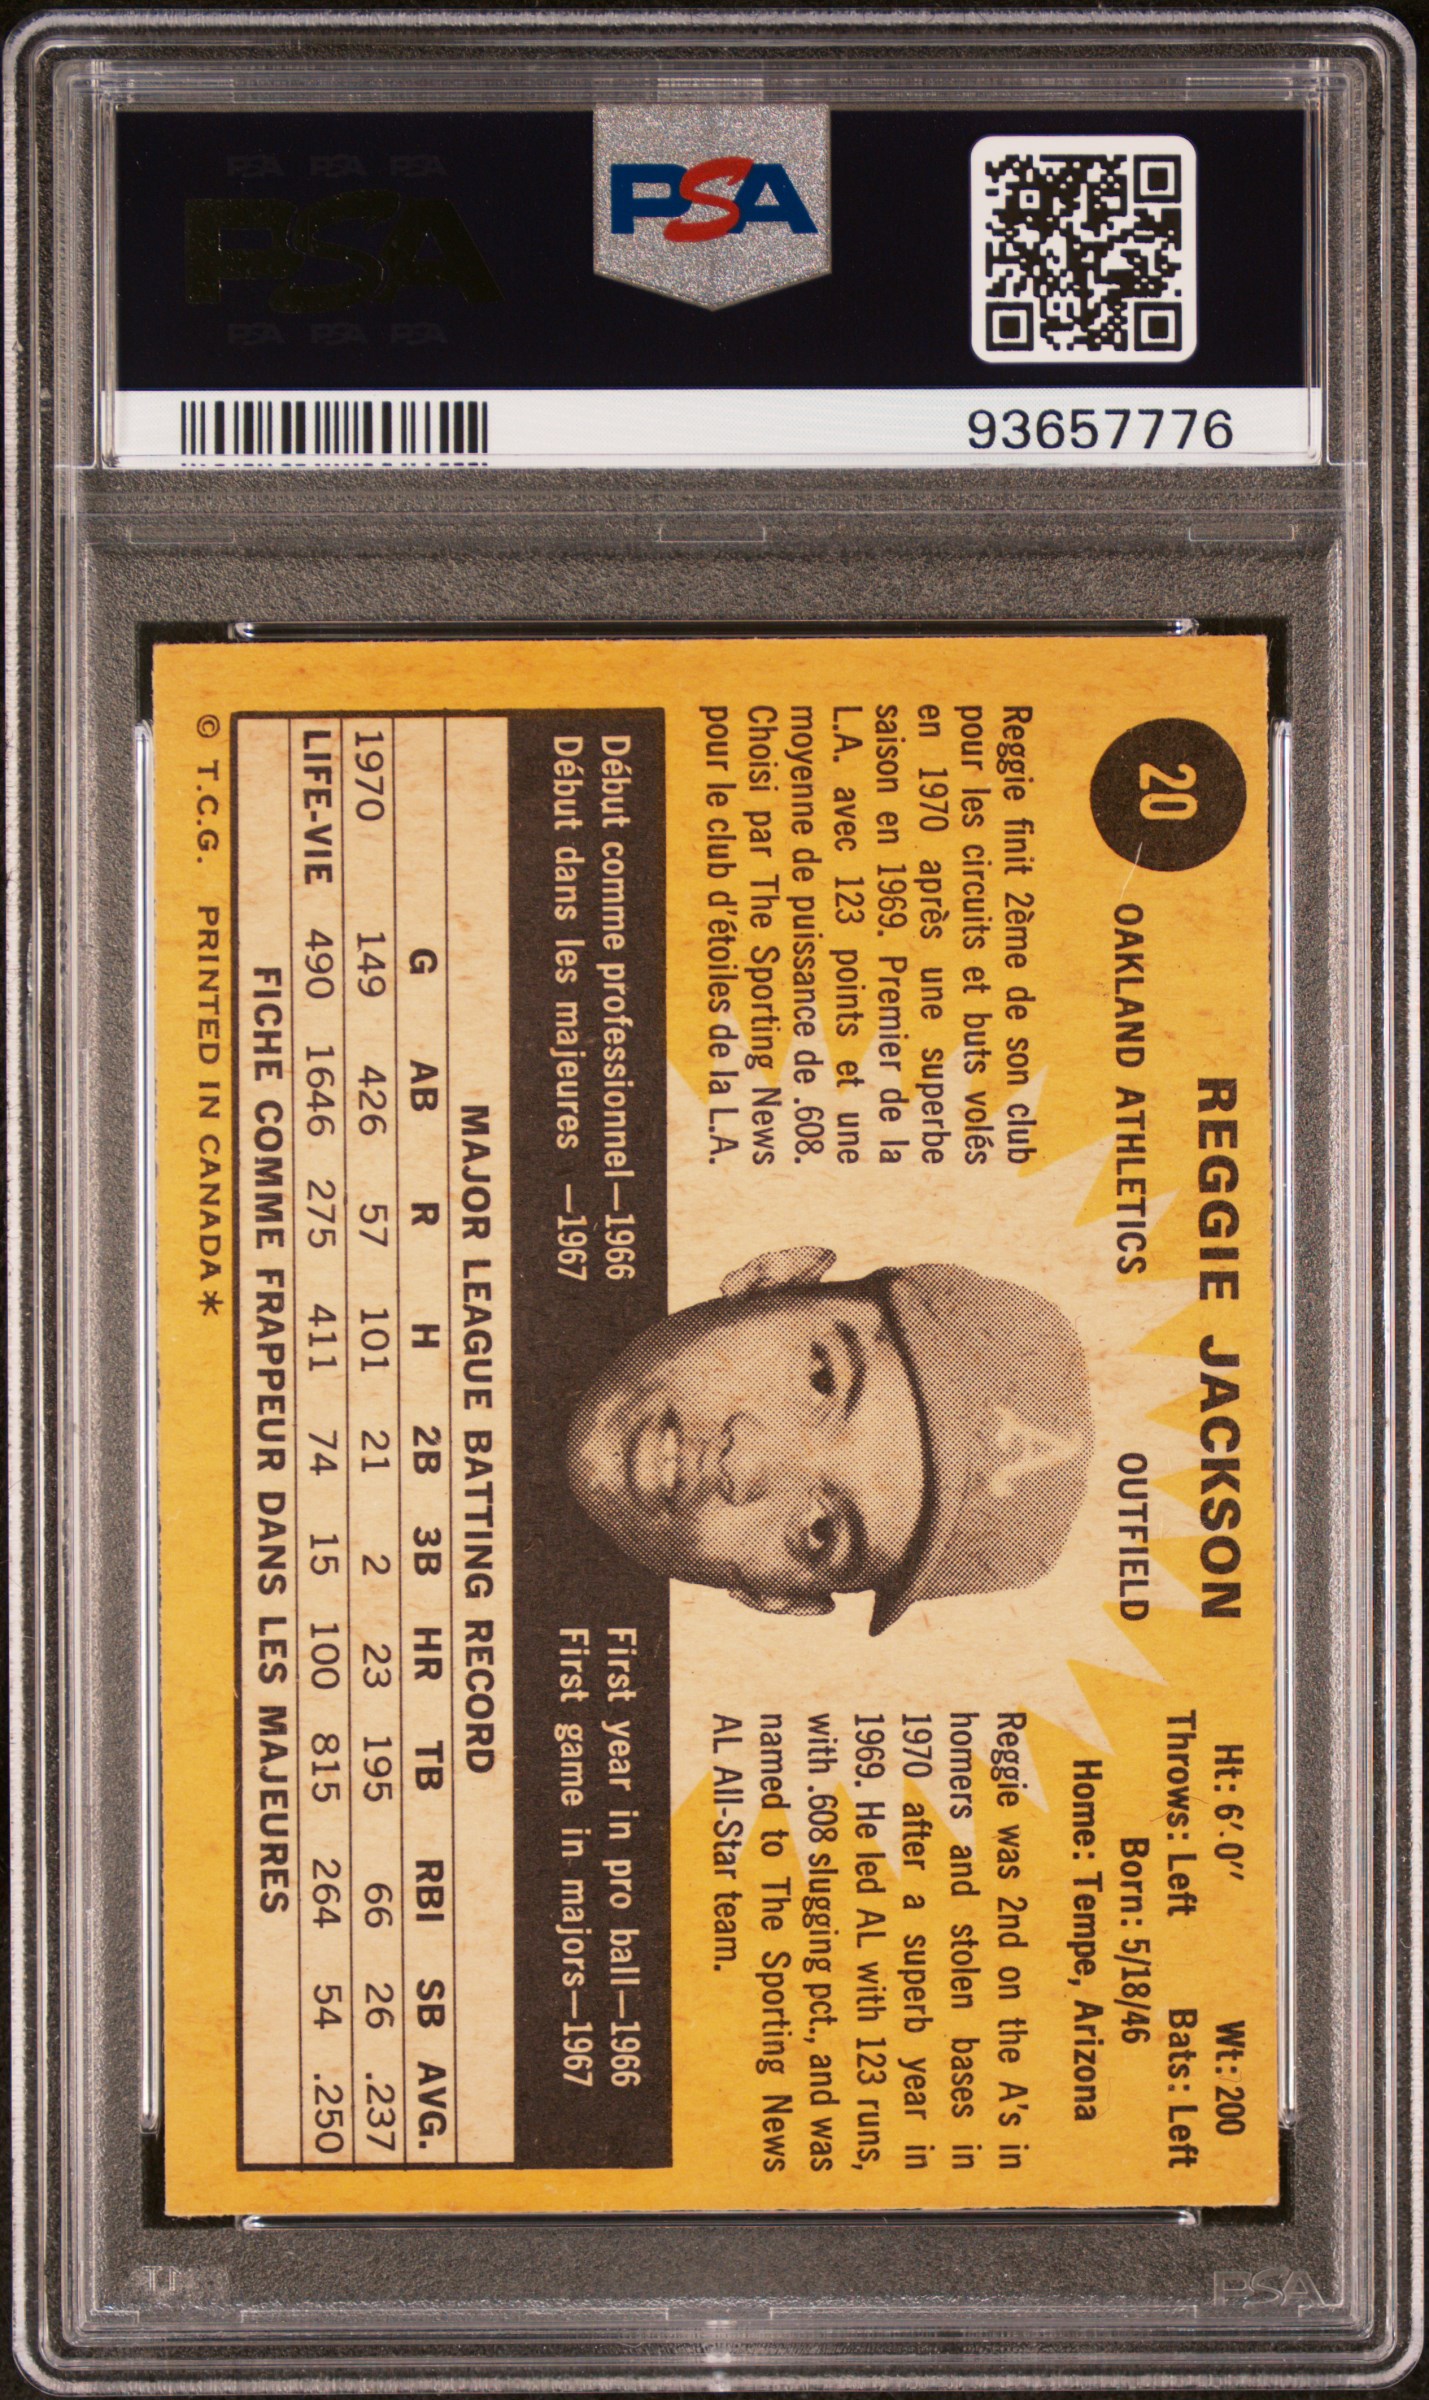 PSA PSA PSA
PSA
PSA PSA PSA
PSA
93657776
20
REGGIE JACKSON
OAKLAND ATHLETICS OUTFIELD
Ht: 6'.0" Wt: 200
Throws: Left Bats: Left
Born: 5/18/46
Home: Tempe, Arizona
Reggie finit 2ème de son club
pour les circuits et buts volés
en 1970 après une superbe
saison en 1969. Premier de la
L.A. avec 123 points et une
moyenne de puissance de .608.
Choisi par The Sporting News
pour le club d'étoiles de la L.A.
A
Reggie was 2nd on the A's in
homers and stolen bases in
1970 after a superb year in
1969. He led AL with 123 runs,
with .608 slugging pct., and was
named to The Sporting News
AL All-Star team.
Début comme professionnel—1966
Début dans les majeures —1967
First year in pro ball—1966
First game in majors—1967
MAJOR LEAGUE BATTING RECORD
G AB R H 2B 3B HR TB RBI SB AVG.
1970 149 426 57 101 21 2 23 195 66 26 .237
LIFE-VIE 490 1646 275 411 74 15 100 815 264 54 .250
FICHE COMME FRAPPEUR DANS LES MAJEURES
© T.C.G. PRINTED IN CANADA *
PSA